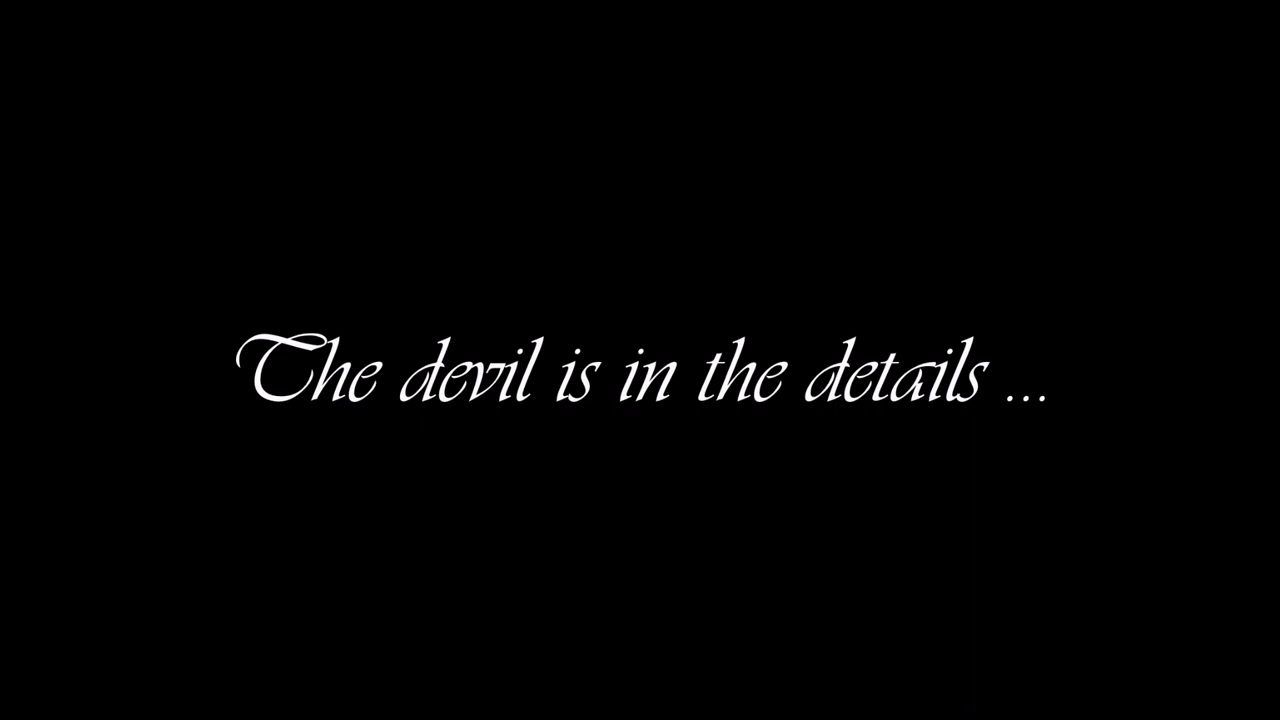 The devil is in the details ...